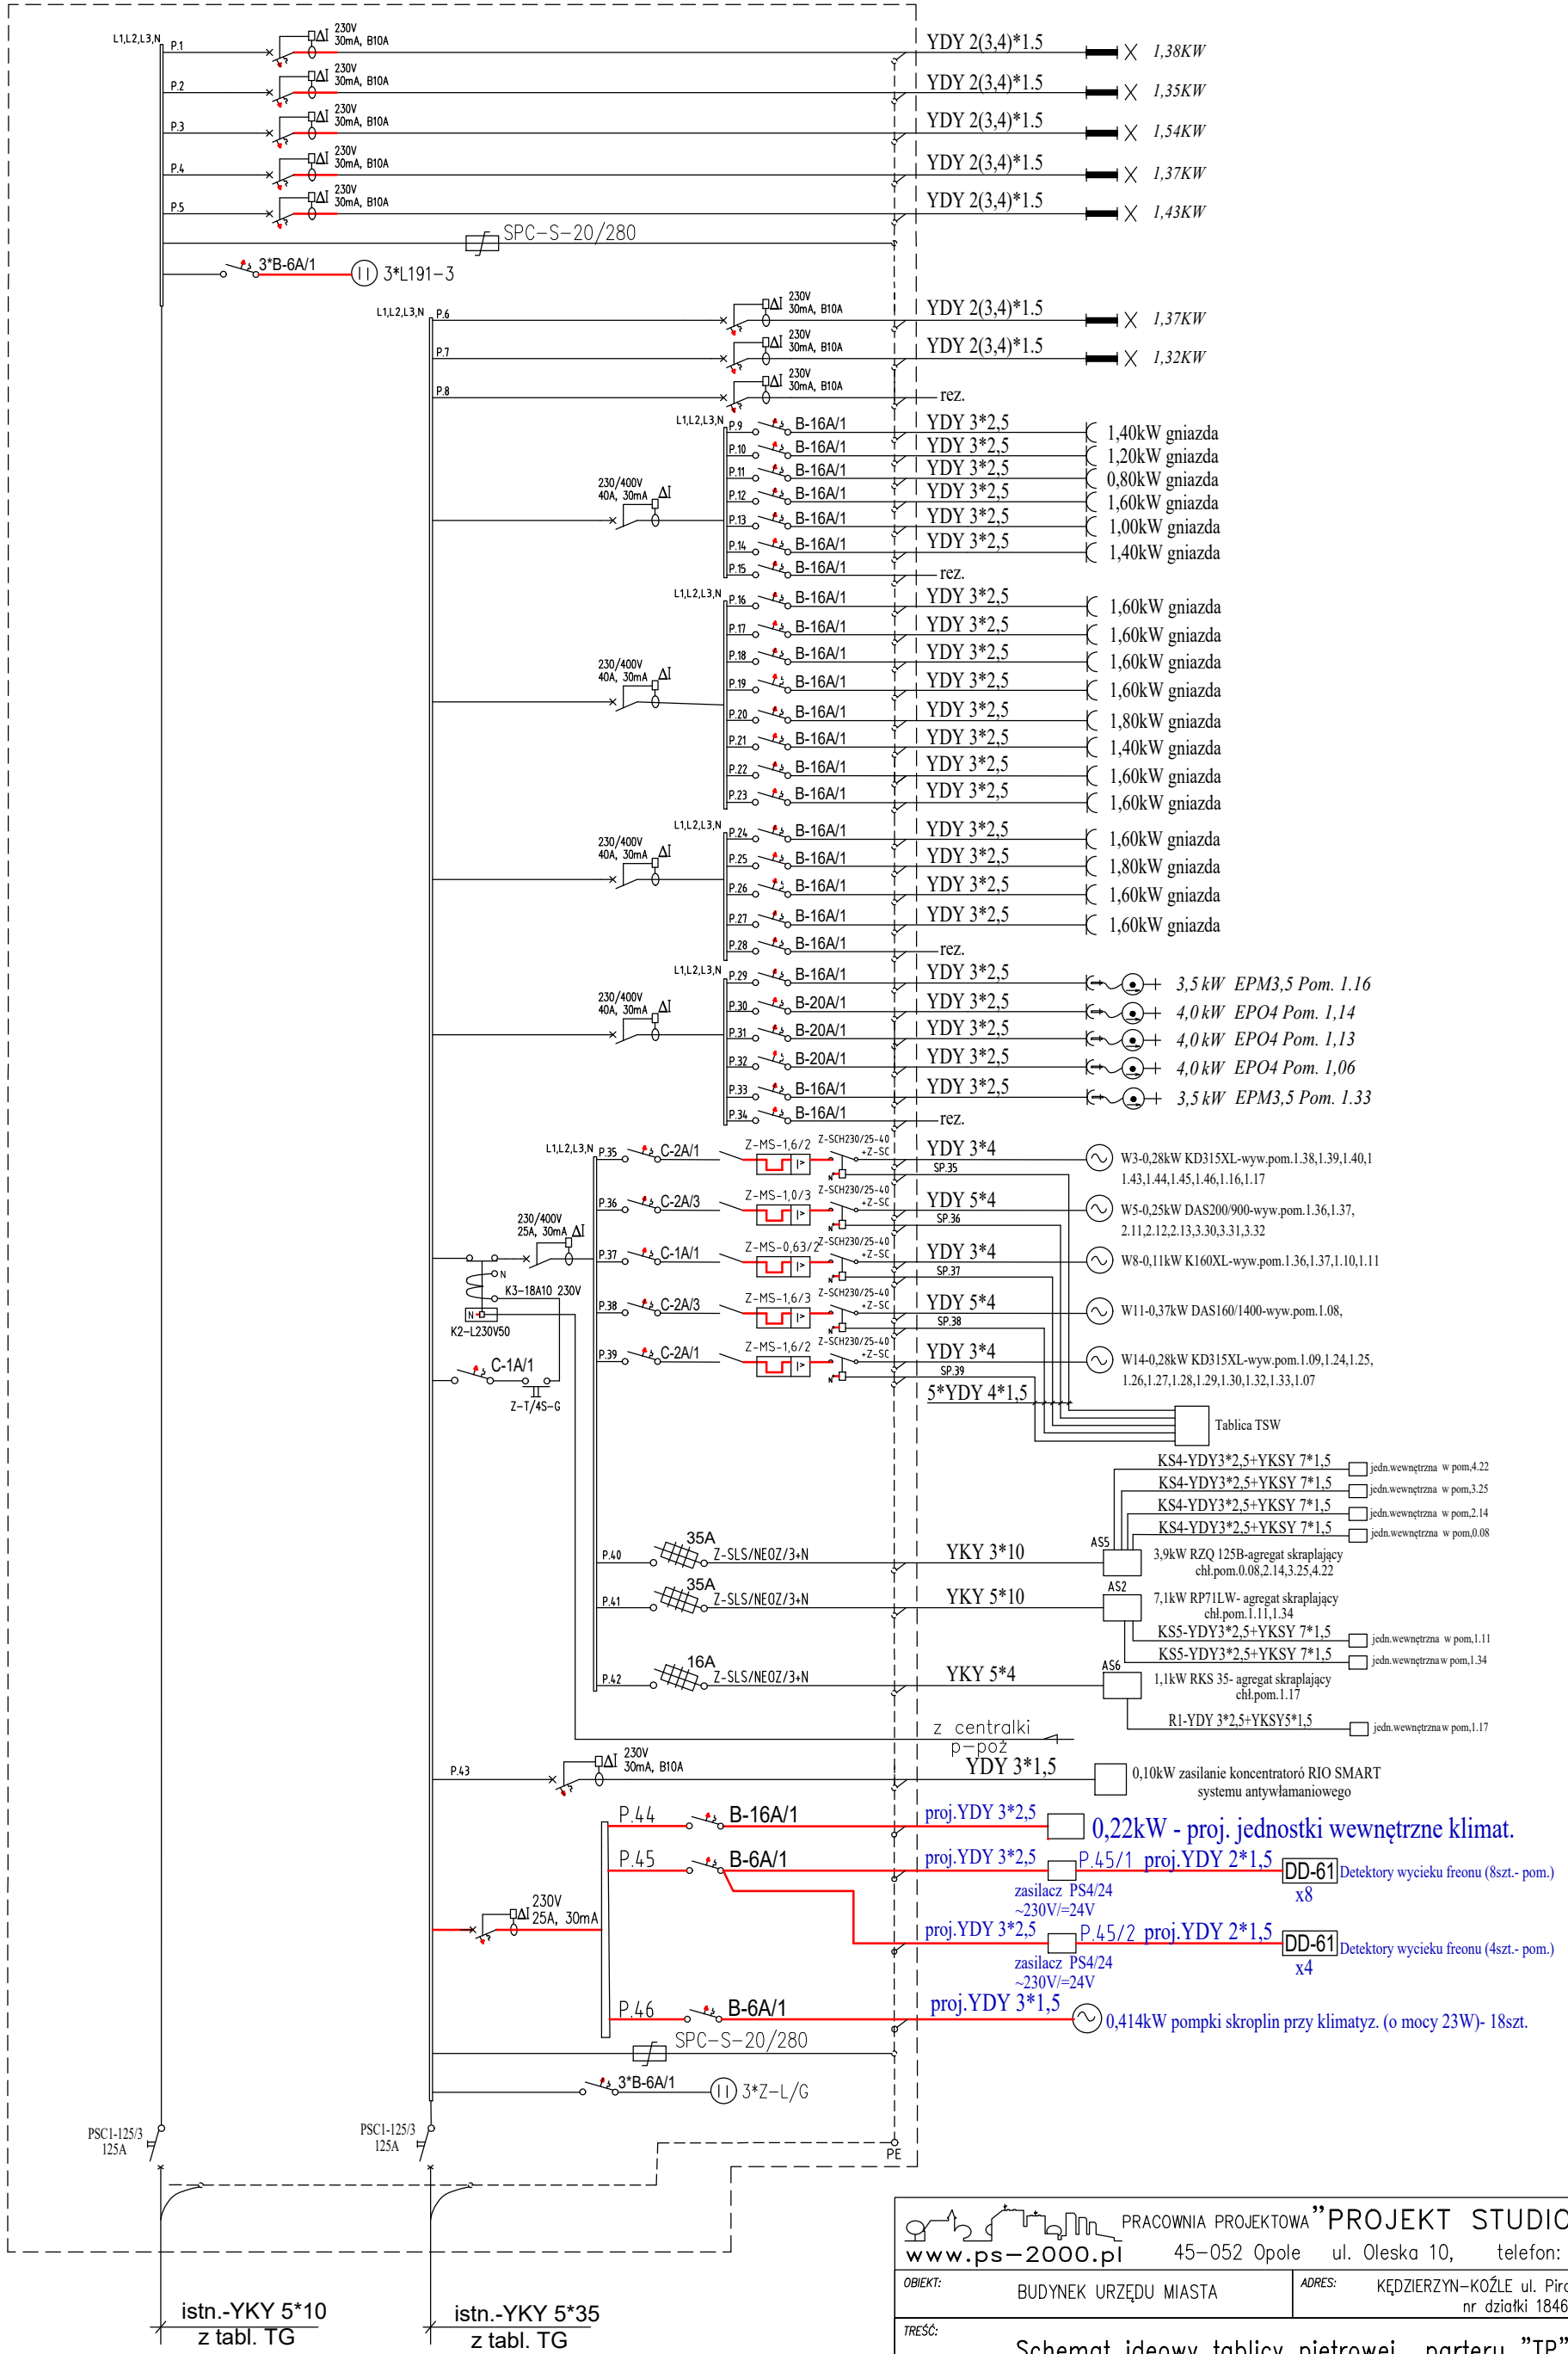 L1,L2,L3,N
P.1
ΔI 230V
30mA, B10A
YDY 2(3,4)*1.5
1,38KW
P.2
ΔI 230V
30mA, B10A
YDY 2(3,4)*1.5
1,35KW
P.3
ΔI 230V
30mA, B10A
YDY 2(3,4)*1.5
1,54KW
P.4
ΔI 230V
30mA, B10A
YDY 2(3,4)*1.5
1,37KW
P.5
ΔI 230V
30mA, B10A
YDY 2(3,4)*1.5
1,43KW
SPC-S-20/280
3*B-6A/1
3*L191-3
L1,L2,L3,N
P.6
ΔI 230V
30mA, B10A
YDY 2(3,4)*1.5
1,37KW
P.7
ΔI 230V
30mA, B10A
YDY 2(3,4)*1.5
1,32KW
P.8
ΔI 230V
30mA, B10A
rez.
230/400V
40A, 30mA ΔI
L1,L2,L3,N
P.9 B-16A/1 YDY 3*2,5 1,40kW gniazda
P.10 B-16A/1 YDY 3*2,5 1,20kW gniazda
P.11 B-16A/1 YDY 3*2,5 0,80kW gniazda
P.12 B-16A/1 YDY 3*2,5 1,60kW gniazda
P.13 B-16A/1 YDY 3*2,5 1,00kW gniazda
P.14 B-16A/1 YDY 3*2,5 1,40kW gniazda
P.15 B-16A/1 rez.
230/400V
40A, 30mA ΔI
L1,L2,L3,N
P.16 B-16A/1 YDY 3*2,5 1,60kW gniazda
P.17 B-16A/1 YDY 3*2,5 1,60kW gniazda
P.18 B-16A/1 YDY 3*2,5 1,60kW gniazda
P.19 B-16A/1 YDY 3*2,5 1,60kW gniazda
P.20 B-16A/1 YDY 3*2,5 1,80kW gniazda
P.21 B-16A/1 YDY 3*2,5 1,40kW gniazda
P.22 B-16A/1 YDY 3*2,5 1,60kW gniazda
P.23 B-16A/1 YDY 3*2,5 1,60kW gniazda
230/400V
40A, 30mA ΔI
L1,L2,L3,N
P.24 B-16A/1 YDY 3*2,5 1,60kW gniazda
P.25 B-16A/1 YDY 3*2,5 1,80kW gniazda
P.26 B-16A/1 YDY 3*2,5 1,60kW gniazda
P.27 B-16A/1 YDY 3*2,5 1,60kW gniazda
P.28 B-16A/1 rez.
230/400V
40A, 30mA ΔI
L1,L2,L3,N
P.29 B-16A/1 YDY 3*2,5 3,5 kW EPM3,5 Pom. 1.16
P.30 B-20A/1 YDY 3*2,5 4,0 kW EPO4 Pom. 1,14
P.31 B-20A/1 YDY 3*2,5 4,0 kW EPO4 Pom. 1,13
P.32 B-20A/1 YDY 3*2,5 4,0 kW EPO4 Pom. 1,06
P.33 B-16A/1 YDY 3*2,5 3,5 kW EPM3,5 Pom. 1.33
P.34 B-16A/1 rez.
230/400V
25A, 30mA ΔI
N
K3-18A10 230V
N
K2-L230V50
C-1A/1
Z-T/4S-G
L1,L2,L3,N
P.35 C-2A/1 Z-MS-1,6/2 Z-SCH230/25-40 YDY 3*4
I> +Z-SC
N SP.35
W3-0,28kW KD315XL-wyw.pom.1.38,1.39,1.40,1
1.43,1.44,1.45,1.46,1.16,1.17
P.36 C-2A/3 Z-MS-1,0/3 Z-SCH230/25-40 YDY 5*4
I> +Z-SC
N SP.36
W5-0,25kW DAS200/900-wyw.pom.1.36,1.37,
2.11,2.12,2.13,3.30,3.31,3.32
P.37 C-1A/1 Z-MS-0,63/2 Z-SCH230/25-40 YDY 3*4
I> +Z-SC
N SP.37
W8-0,11kW K160XL-wyw.pom.1.36,1.37,1.10,1.11
P.38 C-2A/3 Z-MS-1,6/3 Z-SCH230/25-40 YDY 5*4
I> +Z-SC
N SP.38
W11-0,37kW DAS160/1400-wyw.pom.1.08,
P.39 C-2A/1 Z-MS-1,6/2 Z-SCH230/25-40 YDY 3*4
I> +Z-SC
N SP.39
W14-0,28kW KD315XL-wyw.pom.1.09,1.24,1.25,
1.26,1.27,1.28,1.29,1.30,1.32,1.33,1.07
5*YDY 4*1,5
Tablica TSW
KS4-YDY3*2,5+YKSY 7*1,5 jedn.wewnętrzna w pom,4.22
KS4-YDY3*2,5+YKSY 7*1,5 jedn.wewnętrzna w pom,3.25
KS4-YDY3*2,5+YKSY 7*1,5 jedn.wewnętrzna w pom,2.14
KS4-YDY3*2,5+YKSY 7*1,5 jedn.wewnętrzna w pom,0.08
P.40 35A Z-SLS/NEOZ/3+N YKY 3*10 AS5
3,9kW RZQ 125B-agregat skraplający
chł.pom.0.08,2.14,3.25,4.22
P.41 35A Z-SLS/NEOZ/3+N YKY 5*10 AS2
7,1kW RP71LW- agregat skraplający
chł.pom.1.11,1.34
KS5-YDY3*2,5+YKSY 7*1,5 jedn.wewnętrzna w pom,1.11
KS5-YDY3*2,5+YKSY 7*1,5 jedn.wewnętrzna w pom,1.34
P.42 16A Z-SLS/NEOZ/3+N YKY 5*4 AS6
1,1kW RKS 35- agregat skraplający
chł.pom.1.17
R1-YDY 3*2,5+YKSY5*1,5 jedn.wewnętrzna w pom,1.17
z centralki
p-poż
P.43
ΔI 230V
30mA, B10A
YDY 3*1,5
0,10kW zasilanie koncentratoró RIO SMART
systemu antywłamaniowego
ΔI 230V
25A, 30mA
P.44 B-16A/1 proj.YDY 3*2,5 0,22kW - proj. jednostki wewnętrzne klimat.
P.45 B-6A/1 proj.YDY 3*2,5 P.45/1 proj.YDY 2*1,5 DD-61 Detektory wycieku freonu (8szt.- pom.)
zasilacz PS4/24 x8
~230V/=24V
proj.YDY 3*2,5 P.45/2 proj.YDY 2*1,5 DD-61 Detektory wycieku freonu (4szt.- pom.)
zasilacz PS4/24 x4
~230V/=24V
P.46 B-6A/1 proj.YDY 3*1,5 0,414kW pompki skroplin przy klimatyz. (o mocy 23W)- 18szt.
SPC-S-20/280
3*B-6A/1 3*Z-L/G
PSC1-125/3
125A
PSC1-125/3
125A
PE
istn.-YKY 5*10
z tabl. TG
istn.-YKY 5*35
z tabl. TG
PRACOWNIA PROJEKTOWA "PROJEKT STUDIO
www.ps-2000.pl 45-052 Opole ul. Oleska 10, telefon:
OBIEKT: BUDYNEK URZĘDU MIASTA
ADRES: KĘDZIERZYN-KOŹLE ul. Pir
nr działki 1846
TREŚĆ:
Schemat ideowy tablicy piętrowej parteru "TP"